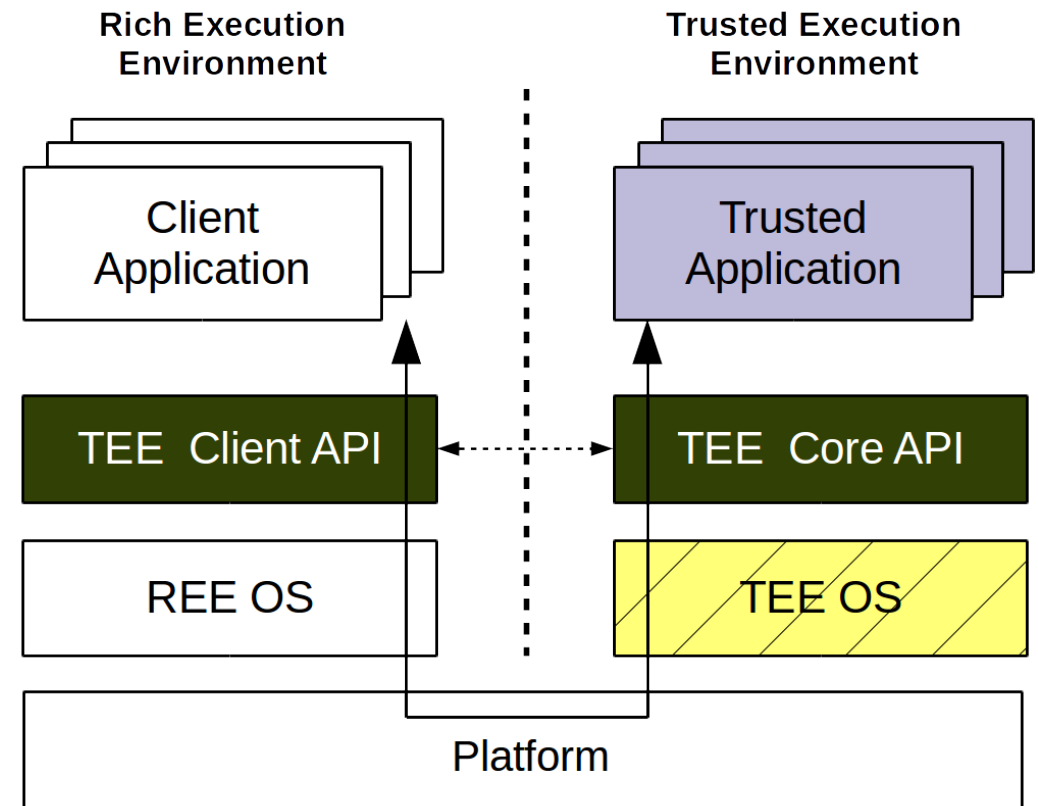 Rich Execution
Environment
Trusted Execution
Environment
Client
Application
Trusted
Application
TEE  Client API
TEE  Core API
REE OS
TEE OS
Platform